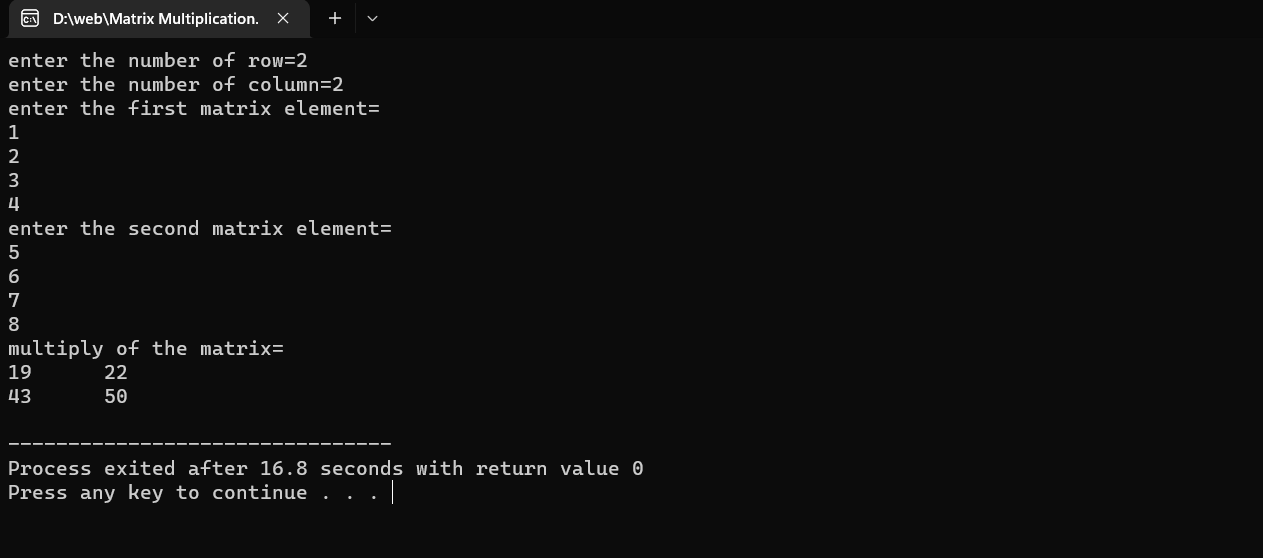 D:\web\Matrix Multiplication.
enter the number of row=2
enter the number of column=2
enter the first matrix element=
1
2
3
4
enter the second matrix element=
5
6
7
8
multiply of the matrix=
19      22
43      50
--------------------------------
Process exited after 16.8 seconds with return value 0
Press any key to continue . . .